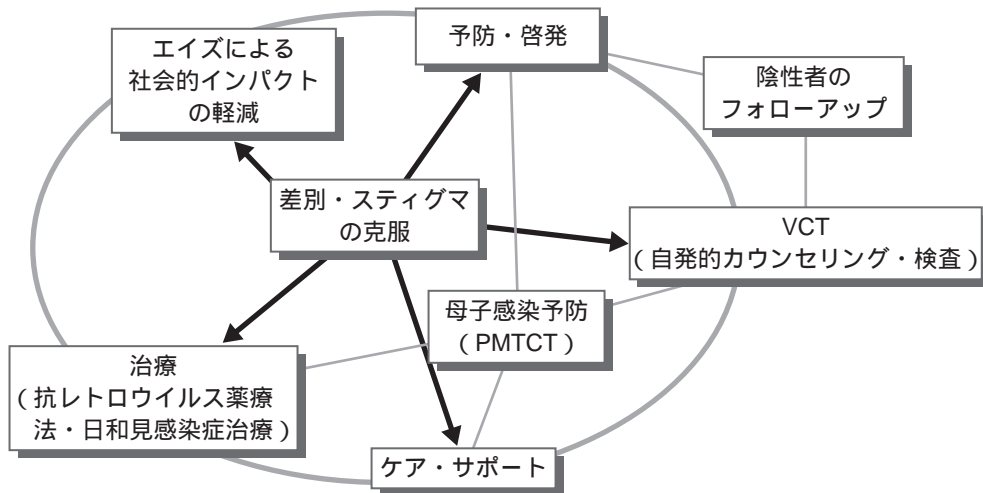 エイズによる
社会的インパクト
の軽減
予防・啓発
陰性者の
フォローアップ
差別・スティグマ
の克服
VCT
（自発的カウンセリング・検査）
母子感染予防
（PMTCT）
治療
（抗レトロウイルス薬療
法・日和見感染症治療）
ケア・サポート